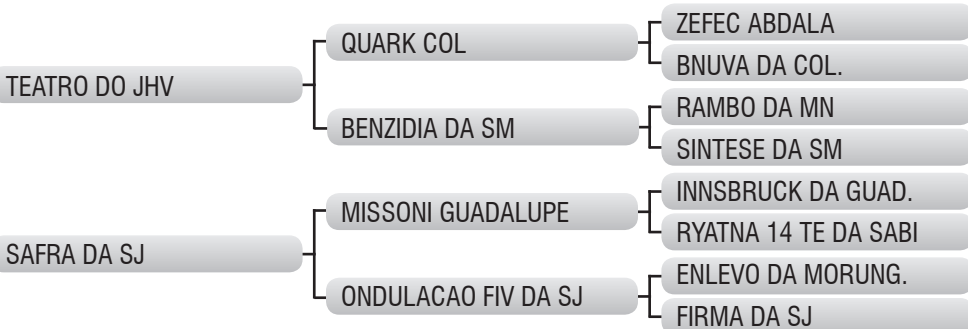 TEATRO DO JHV
QUARK COL
ZEFEC ABDALA
BNUVA DA COL.
BENZIDIA DA SM
RAMBO DA MN
SINTESE DA SM
SAFRA DA SJ
MISSONI GUADALUPE
INNSBRUCK DA GUAD.
RYATNA 14 TE DA SABI
ONDULACAO FIV DA SJ
ENLEVO DA MORUNG.
FIRMA DA SJ